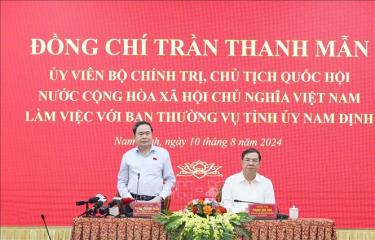 ĐỒNG CHÍ TRẦN THANH MẪN
ỦY VIÊN BỘ CHÍNH TRỊ, CHỦ TỊCH QUỐC HỘI
NƯỚC CỘNG HÒA XÃ HỘI CHỦ NGHĨA VIỆT NAM
LÀM VIỆC VỚI BAN THƯỜNG VỤ TỈNH ỦY NAM ĐỊNH
Nam Định, ngày 10 tháng 8 năm 2024